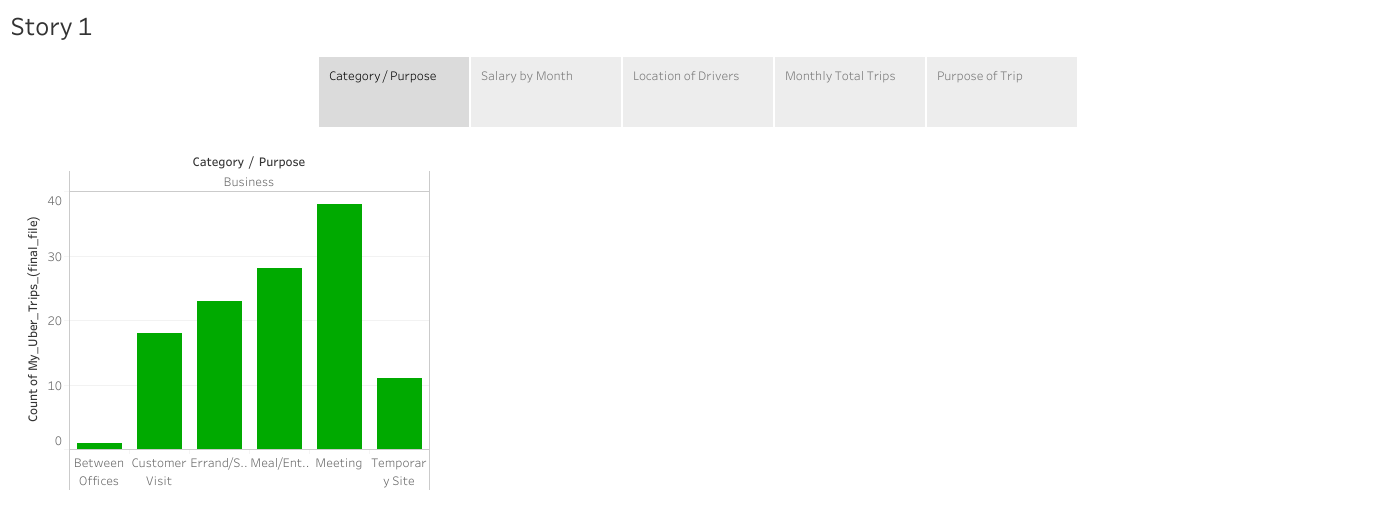 Story 1
Category / Purpose
Salary by Month
Location of Drivers
Monthly Total Trips
Purpose of Trip
Category / Purpose
Business
Count of My_Uber_Trips_(final_file)
40
30
20
10
0
Between
Offices
Customer
Visit
Errand/S..
Meal/Ent..
Meeting
Temporar
y Site